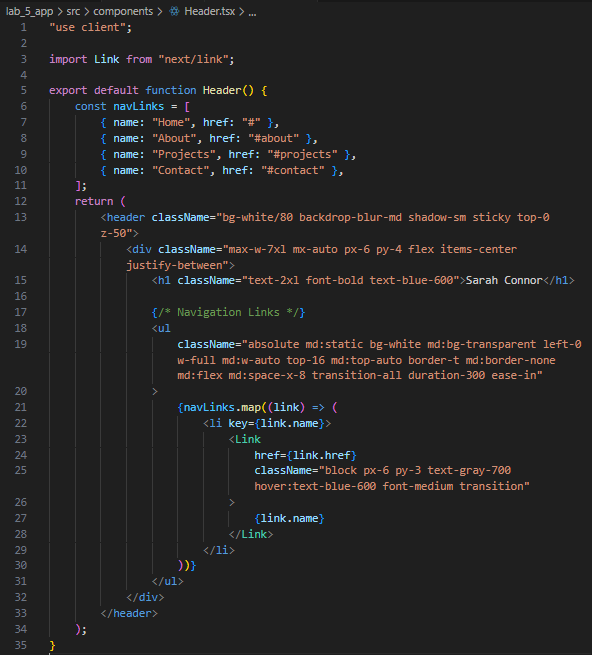 lab_5_app > src > components > Header.tsx > ...
1 "use client";
2
3 import Link from "next/link";
4
5 export default function Header() {
6 const navLinks = [
7 { name: "Home", href: "#" },
8 { name: "About", href: "#about" },
9 { name: "Projects", href: "#projects" },
10 { name: "Contact", href: "#contact" },
11 ];
12 return (
13 <header className="bg-white/80 backdrop-blur-md shadow-sm sticky top-0
z-50">
14 <div className="max-w-7xl mx-auto px-6 py-4 flex items-center
justify-between">
15 <h1 className="text-2xl font-bold text-blue-600">Sarah Connor</h1>
16
17 {/* Navigation Links */}
18 <ul
19 className="absolute md:static bg-white md:bg-transparent left-0
w-full md:w-auto top-16 md:top-auto border-t md:border-none
md:flex md:space-x-8 transition-all duration-300 ease-in"
20 >
21 {navLinks.map((link) => (
22 <li key={link.name}>
23 <Link
24 href={link.href}
25 className="block px-6 py-3 text-gray-700
hover:text-blue-600 font-medium transition"
26 >
27 {link.name}
28 </Link>
29 </li>
30 ))}
31 </ul>
32 </div>
33 </header>
34 );
35 }